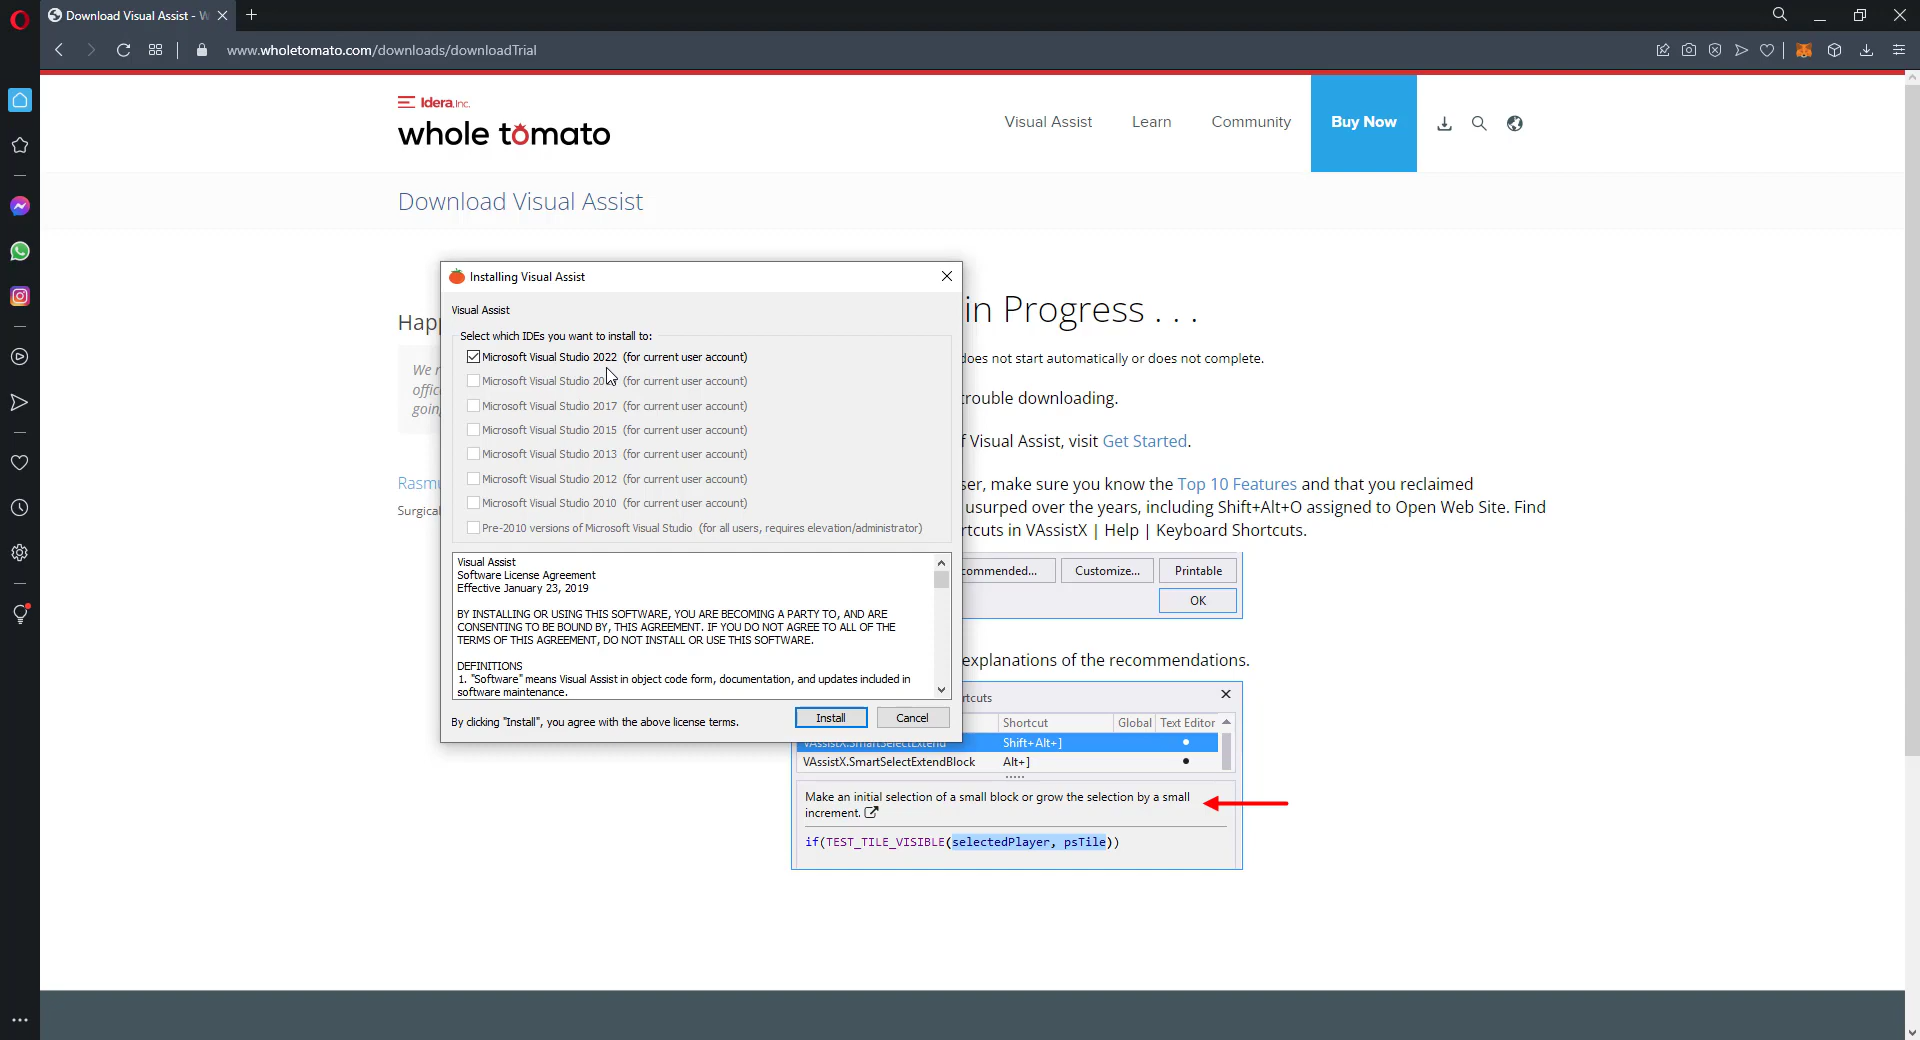 Download Visual Assist - W
www.wholetomato.com/downloads/downloadTrial
Idera, Inc.
whole tomato
Visual Assist
Learn
Community
Buy Now
Download Visual Assist
in Progress . . .
does not start automatically or does not complete.
trouble downloading.
Visual Assist, visit Get Started.
make sure you know the Top 10 Features and that you reclaimed
usurped over the years, including Shift+Alt+O assigned to Open Web Site. Find
in VAssistX | Help | Keyboard Shortcuts.
We
Installing Visual Assist
Visual Assist
Select which IDEs you want to install to:
Microsoft Visual Studio 2022 (for current user account)
Microsoft Visual Studio (for current user account)
Microsoft Visual Studio 2017 (for current user account)
Microsoft Visual Studio 2015 (for current user account)
Microsoft Visual Studio 2013 (for current user account)
Microsoft Visual Studio 2012 (for current user account)
Microsoft Visual Studio 2010 (for current user account)
Pre-2010 versions of Microsoft Visual Studio (for all users, requires elevation/administrator)
Visual Assist
Software License Agreement
Effective January 23, 2019
BY INSTALLING OR USING THIS SOFTWARE, YOU ARE BECOMING A PARTY TO, AND ARE
CONSENTING TO BE BOUND BY, THIS AGREEMENT. IF YOU DO NOT AGREE TO ALL OF THE
TERMS OF THIS AGREEMENT, DO NOT INSTALL OR USE THIS SOFTWARE.
DEFINITIONS
1. "Software" means Visual Assist in object code form, documentation, and updates included in
software maintenance.
By clicking "Install", you agree with the above license terms.
Install
Cancel
Surgical
Customize...
Printable
OK
explanations of the recommendations.
Shortcut
Global
Text Editor
VAssistX.SmartSelectExtend
Shift+Alt+]
VAssistX.SmartSelectExtendBlock
Alt+]
Make an initial selection of a small block or grow the selection by a small
increment.
if(TEST_TILE_VISIBLE(selectedPlayer, psTile))